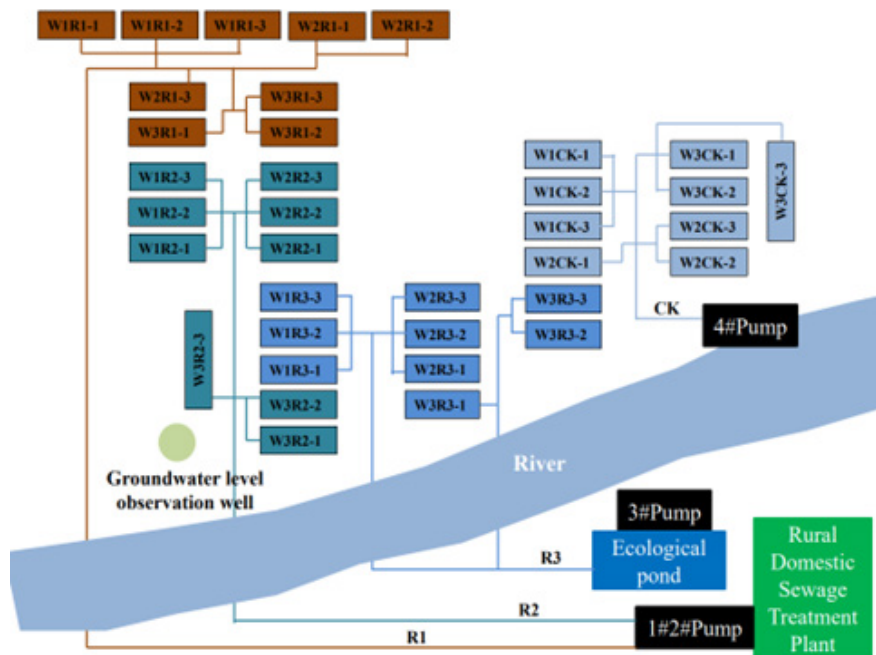 W1R1-1
W1R1-2
W1R1-3
W2R1-1
W2R1-2
W2R1-3
W3R1-3
W3R1-1
W3R1-2
W1R2-3
W2R2-3
W1R2-2
W2R2-2
W1R2-1
W2R2-1
W1CK-1
W3CK-1
W1CK-2
W3CK-2
W3CK-3
W1CK-3
W2CK-3
W2CK-1
W2CK-2
W1R3-3
W2R3-3
W3R3-3
W1R3-2
W2R3-2
W3R3-2
W1R3-1
W2R3-1
W3R2-3
W3R2-2
W3R3-1
W3R2-1
CK
4#Pump
Groundwater level
observation well
River
3#Pump
Ecological
pond
R3
R2
R1
1#2#Pump
Rural
Domestic
Sewage
Treatment
Plant